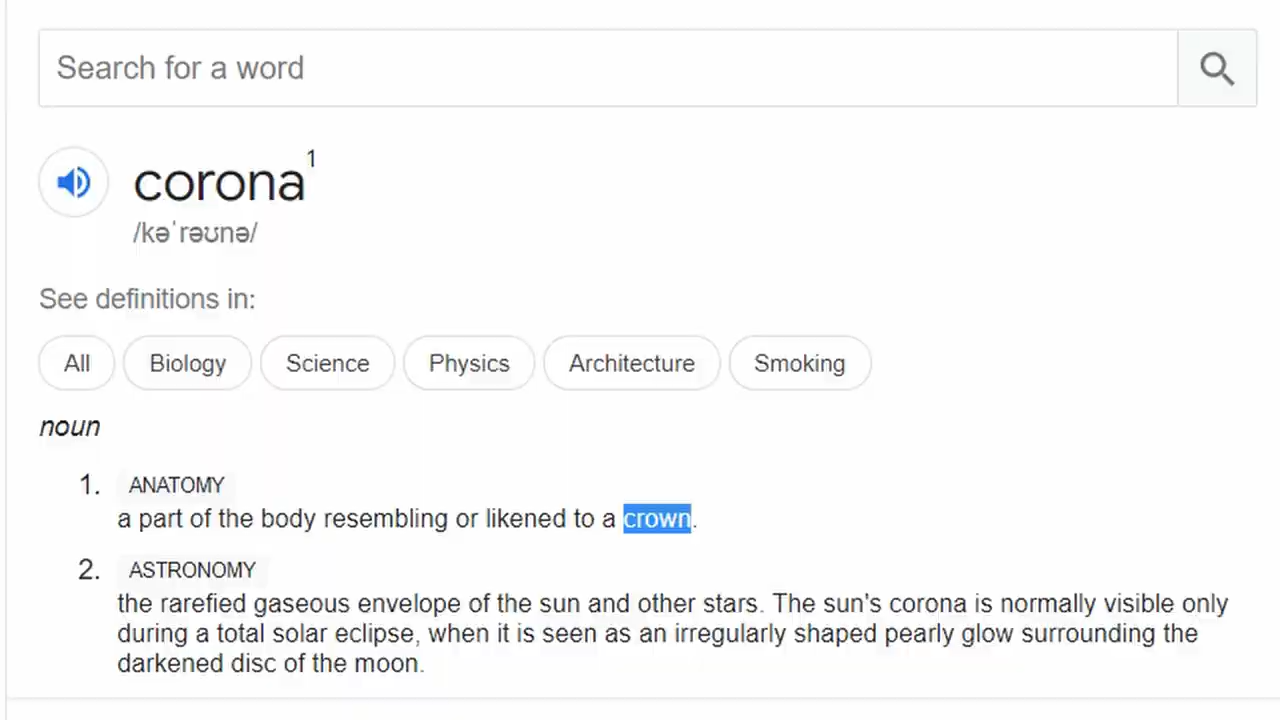 Search for a word
corona¹
/kəˈrəʊnə/
See definitions in:
All Biology Science Physics Architecture Smoking
noun
1. ANATOMY
a part of the body resembling or likened to a crown.
2. ASTRONOMY
the rarefied gaseous envelope of the sun and other stars. The sun's corona is normally visible only
during a total solar eclipse, when it is seen as an irregularly shaped pearly glow surrounding the
darkened disc of the moon.